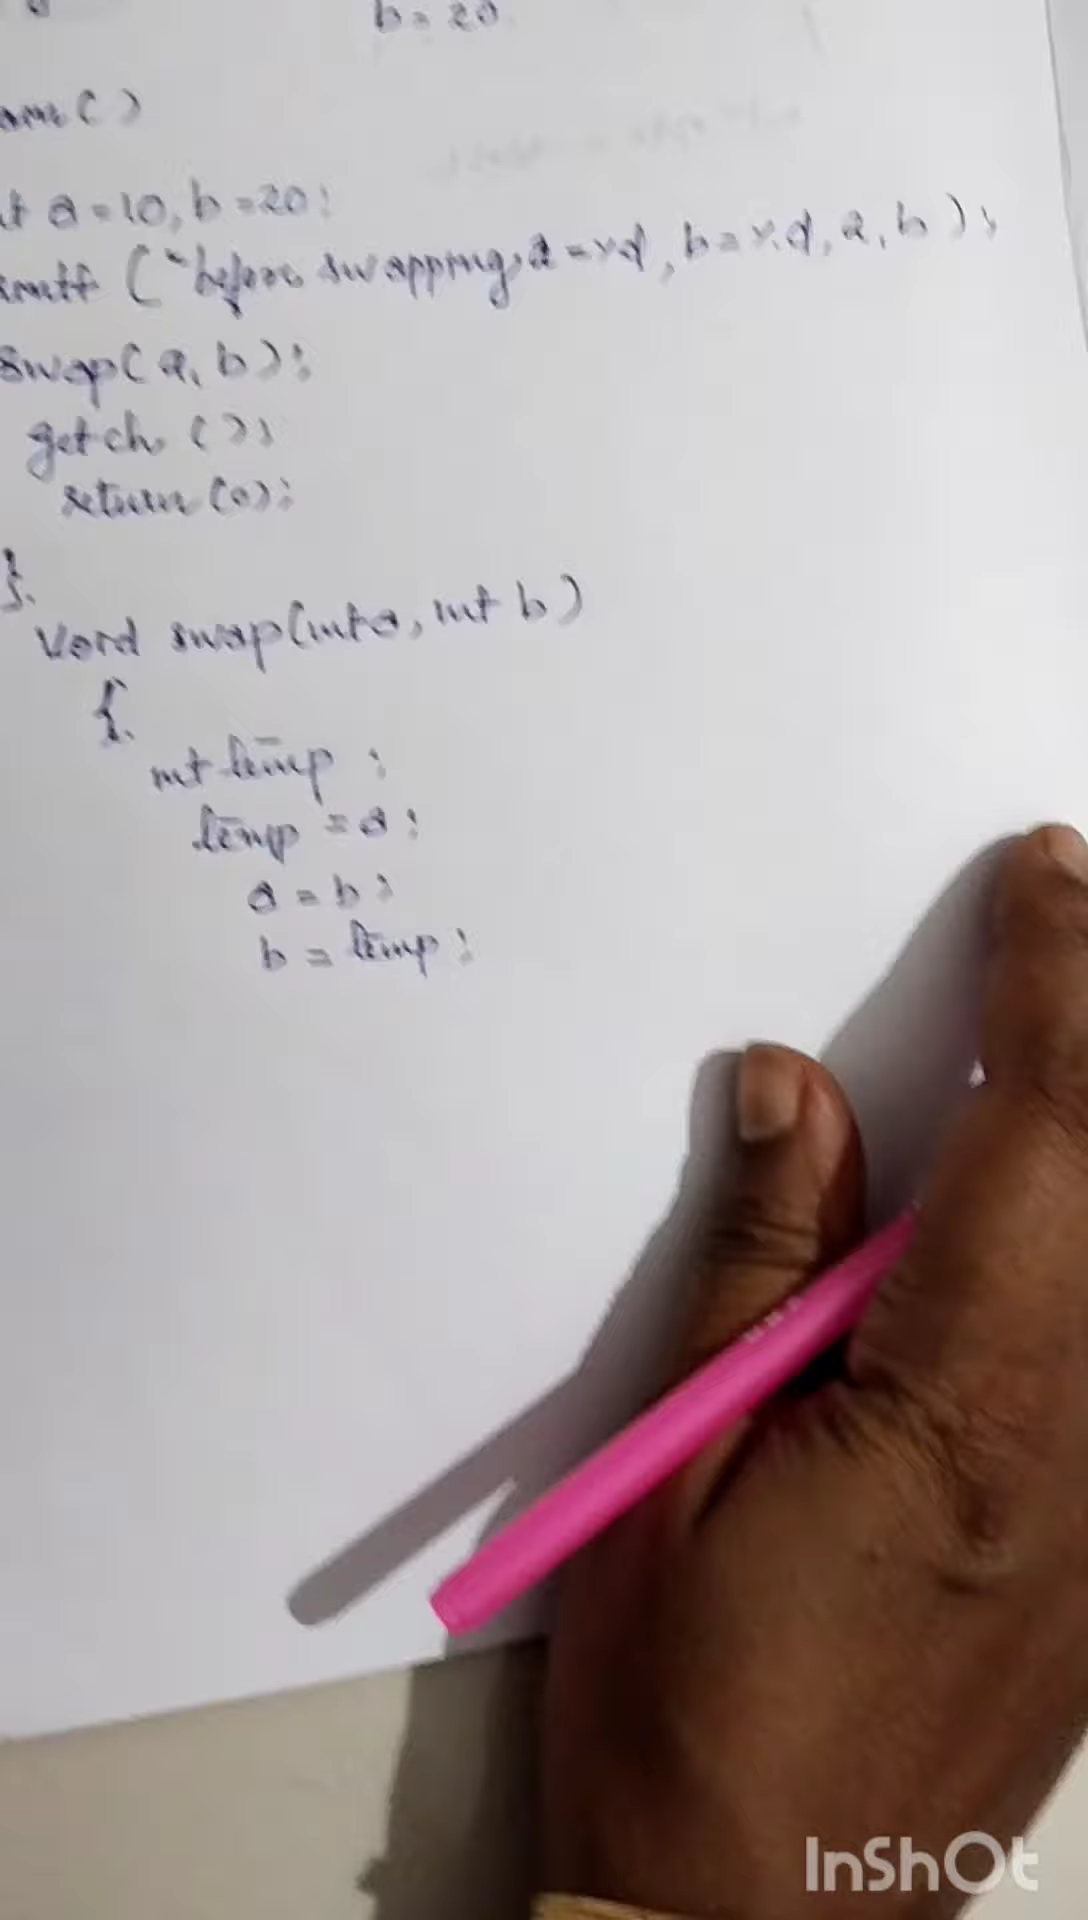 b = 20
main()
int a = 10, b = 20;
printf ("before swapping a = %d, b = %d, a, b);
swap(a, b);
getch ();
return (0);
}
void swap(int a, int b)
{
int temp ;
temp = a ;
a = b ;
b = temp ;
InShOt